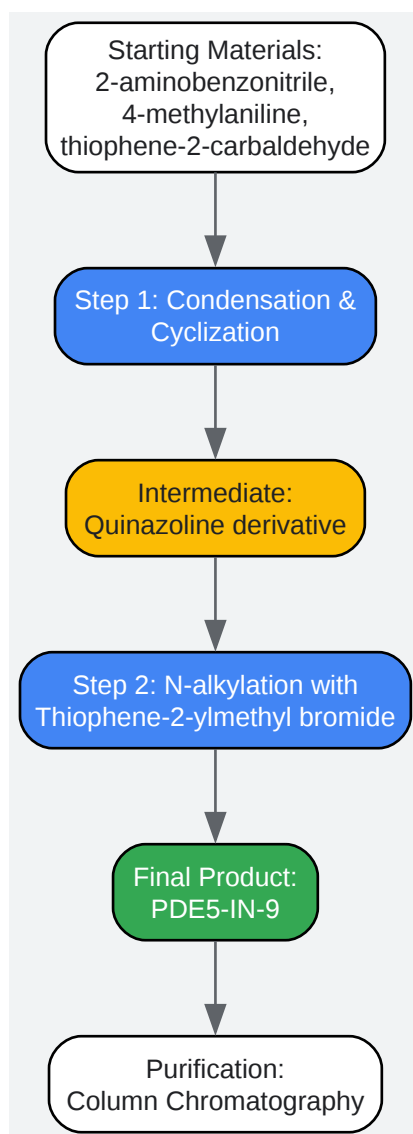 Starting Materials:
2-aminobenzonitrile,
4-methylaniline,
thiophene-2-carbaldehyde
Step 1: Condensation &
Cyclization
Intermediate:
Quinazoline derivative
Step 2: N-alkylation with
Thiophene-2-ylmethyl bromide
Final Product:
PDE5-IN-9
Purification:
Column Chromatography